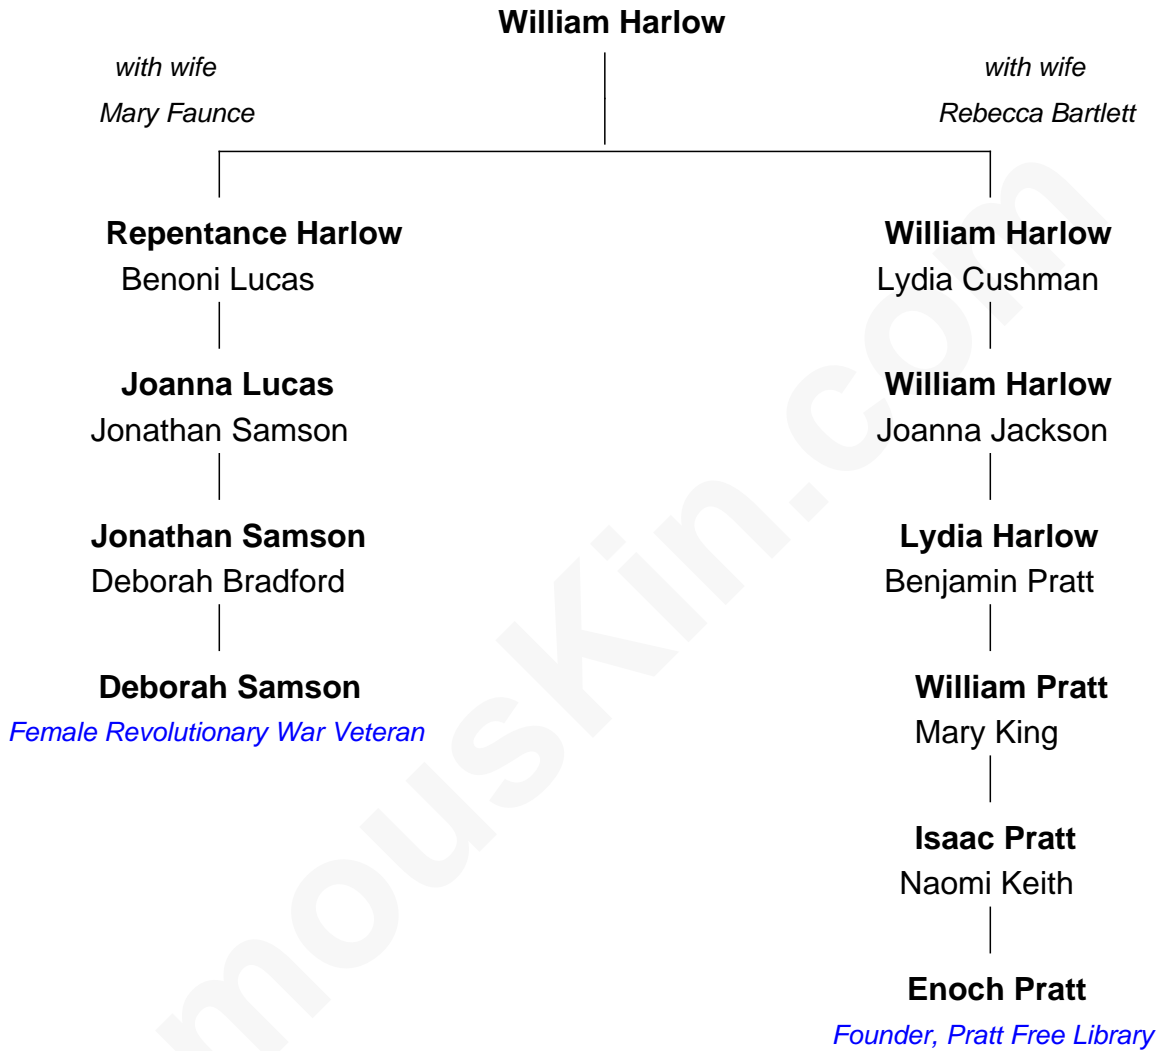 William Harlow
with wife
Mary Faunce
with wife
Rebecca Bartlett
Repentance Harlow
Benoni Lucas
William Harlow
Lydia Cushman
Joanna Lucas
Jonathan Samson
William Harlow
Joanna Jackson
Jonathan Samson
Deborah Bradford
Lydia Harlow
Benjamin Pratt
Deborah Samson
Female Revolutionary War Veteran
William Pratt
Mary King
Isaac Pratt
Naomi Keith
Enoch Pratt
Founder, Pratt Free Library
mousKin.com